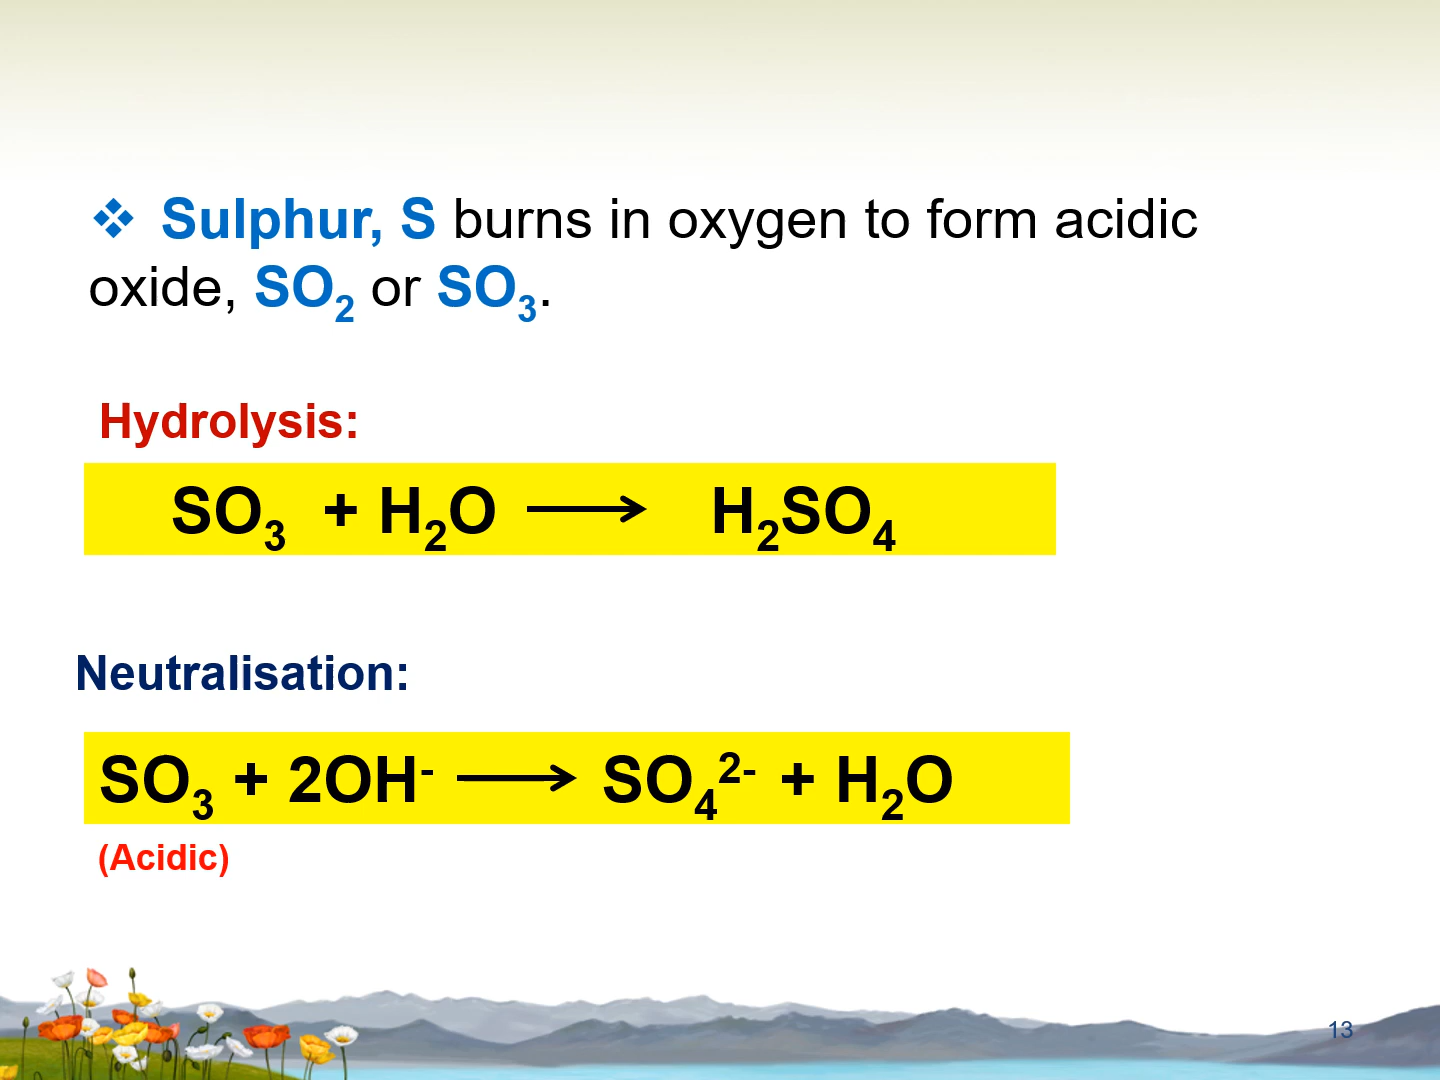 ❖ Sulphur, S burns in oxygen to form acidic
oxide, SO₂ or SO₃.
Hydrolysis:
SO₃ + H₂O ⟶ H₂SO₄
Neutralisation:
SO₃ + 2OH⁻ ⟶ SO₄²⁻ + H₂O
(Acidic)
13